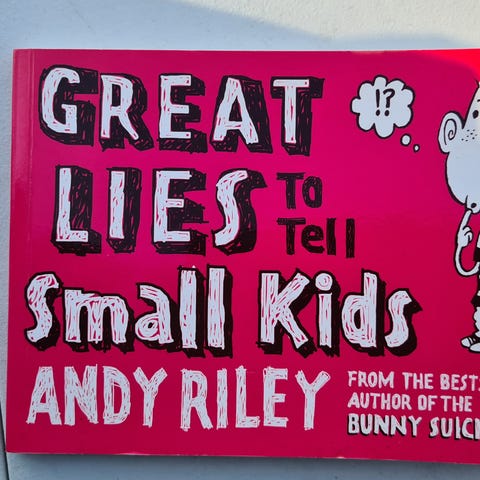 GREAT
LIES To
Tell
Small Kids
ANDY RILEY
!?
FROM THE BEST
AUTHOR OF THE
BUNNY SUIC